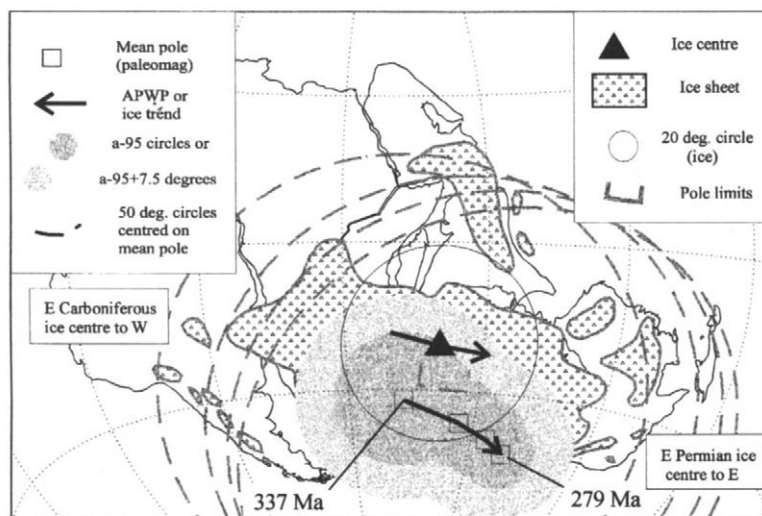 Mean pole
(paleomag)
APWP or
ice trend
a-95 circles or
a-95+7.5 degrees
50 deg. circles
centred on
mean pole
Ice centre
Ice sheet
20 deg. circle
(ice)
Pole limits
E Carboniferous
ice centre to W
E Permian ice
centre to E
337 Ma
279 Ma